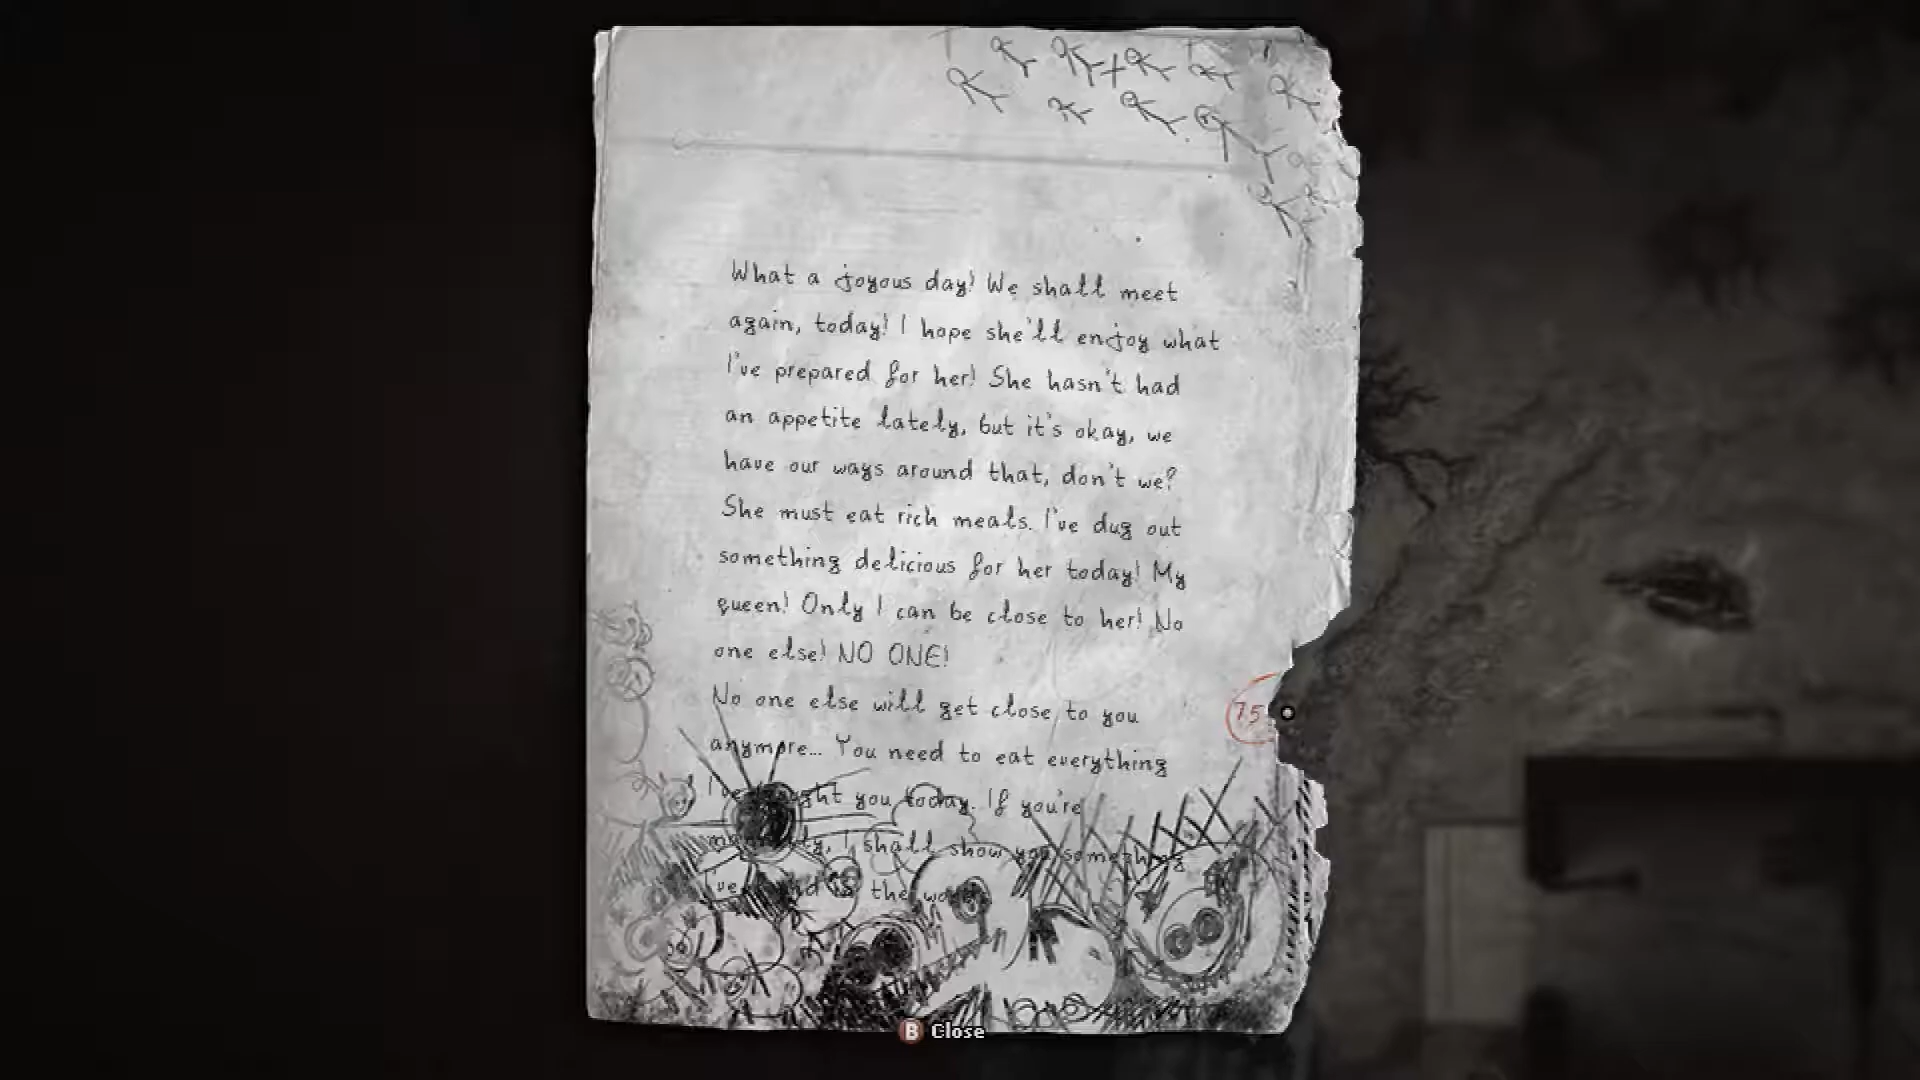 What a joyous day! We shall meet
again, today! I hope she'll enjoy what
I've prepared for her! She hasn't had
an appetite lately, but it's okay, we
have our ways around that, don't we?
She must eat rich meals. I've dug out
something delicious for her today! My
queen! Only I can be close to her! No
one else! NO ONE!
No one else will get close to you
anymore... You need to eat everything
I've you today. If you're
I shall show you something
I've the
75
B Close